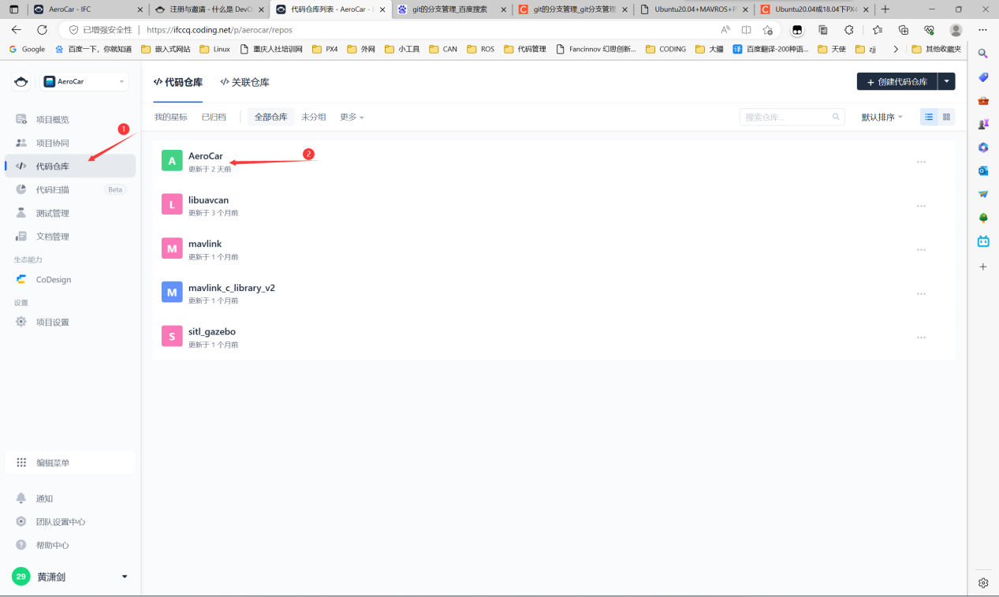 AeroCar - IFC
注册与邀请 - 什么是 DevO
代码仓库列表 - AeroCar - I
git的分支管理_百度搜索
git的分支管理_git分支管理
Ubuntu20.04+MAVROS+P
Ubuntu20.04或18.04下PX4
已增强安全性
https://ifccq.coding.net/p/aerocar/repos
Google
百度一下，你就知道
嵌入式网站
Linux
重庆人社培训网
PX4
外网
小工具
CAN
ROS
代码管理
Fancinnov 幻思创新...
CODING
大疆
译
百度翻译-200种语...
天使
zjj
其他收藏夹
AeroCar
代码仓库
关联仓库
+ 创建代码仓库
项目概览
我的星标
已归档
全部仓库
未分组
更多
搜索仓库...
默认排序
1
项目协同
代码仓库
A
AeroCar
2
更新于 2 天前
代码扫描
Beta
L
libuavcan
更新于 3 个月前
测试管理
文档管理
M
mavlink
更新于 1 个月前
生态能力
CoDesign
M
mavlink_c_library_v2
更新于 1 个月前
设置
项目设置
S
sitl_gazebo
更新于 1 个月前
编辑菜单
通知
团队设置中心
帮助中心
29
黄潇剑